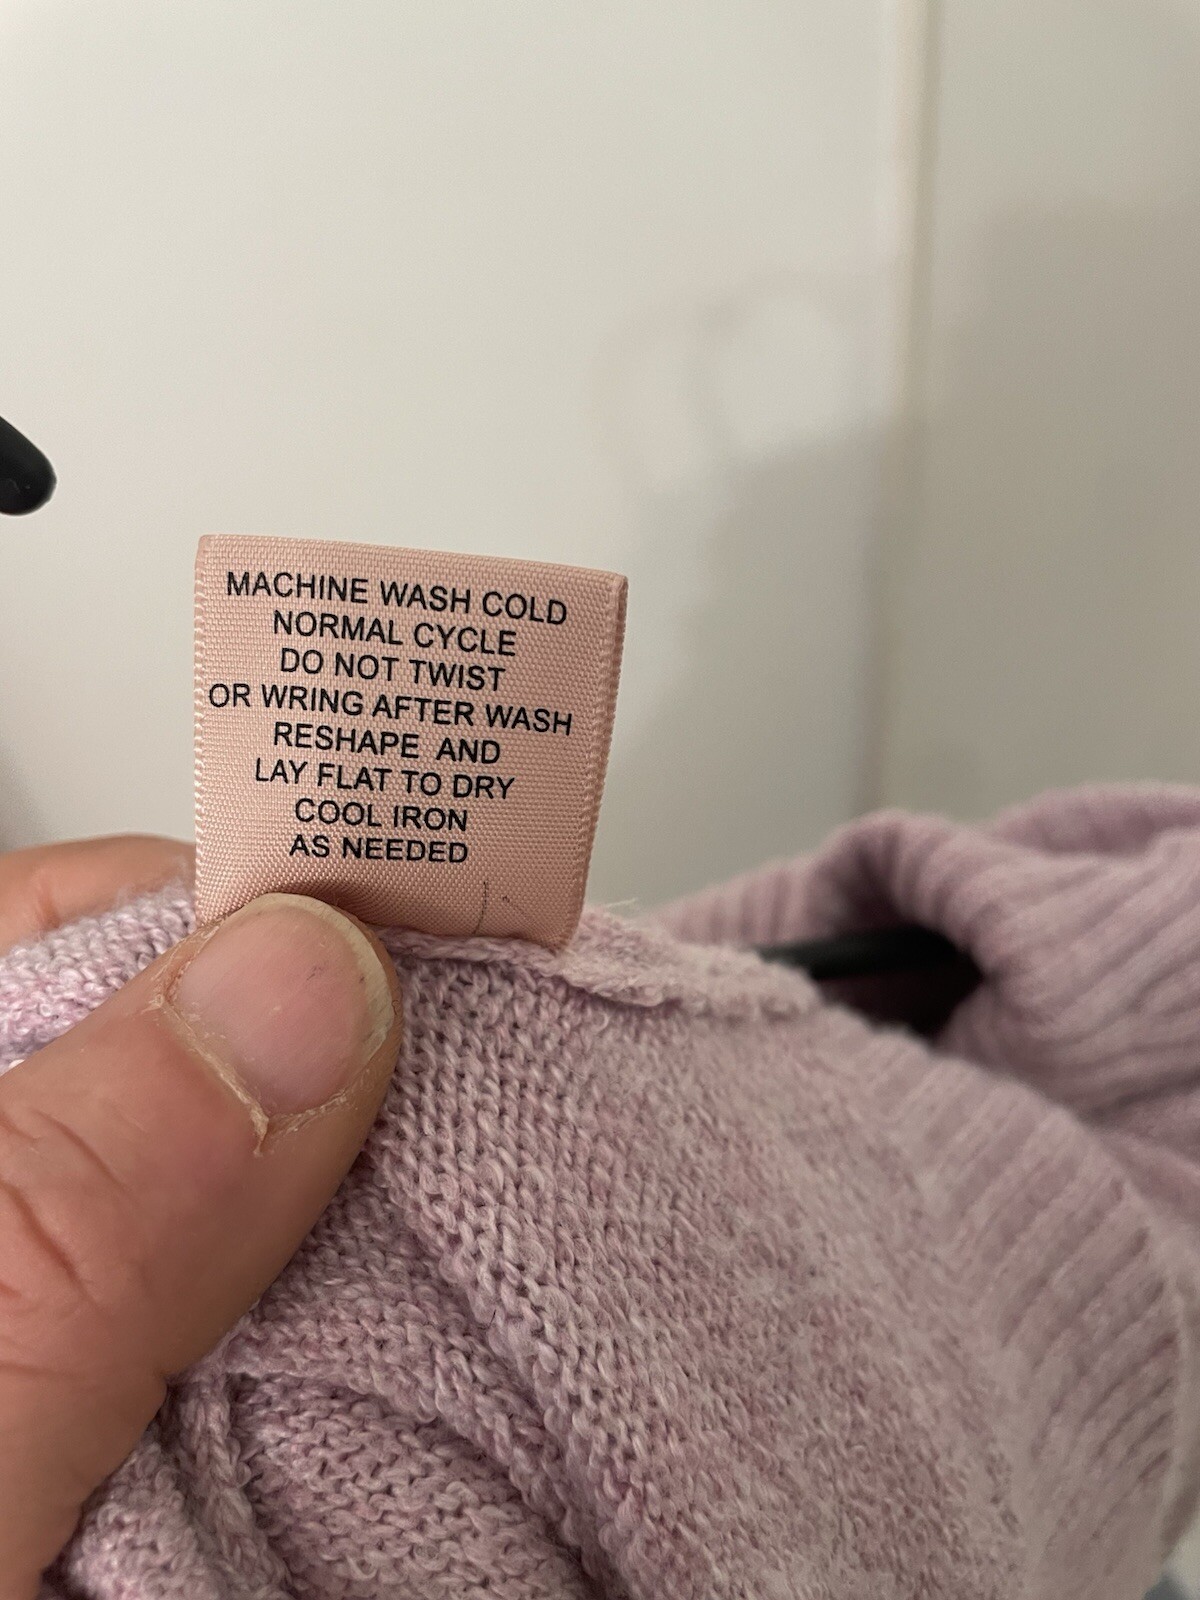 MACHINE WASH COLD
NORMAL CYCLE
DO NOT TWIST
OR WRING AFTER WASH
RESHAPE AND
LAY FLAT TO DRY
COOL IRON
AS NEEDED